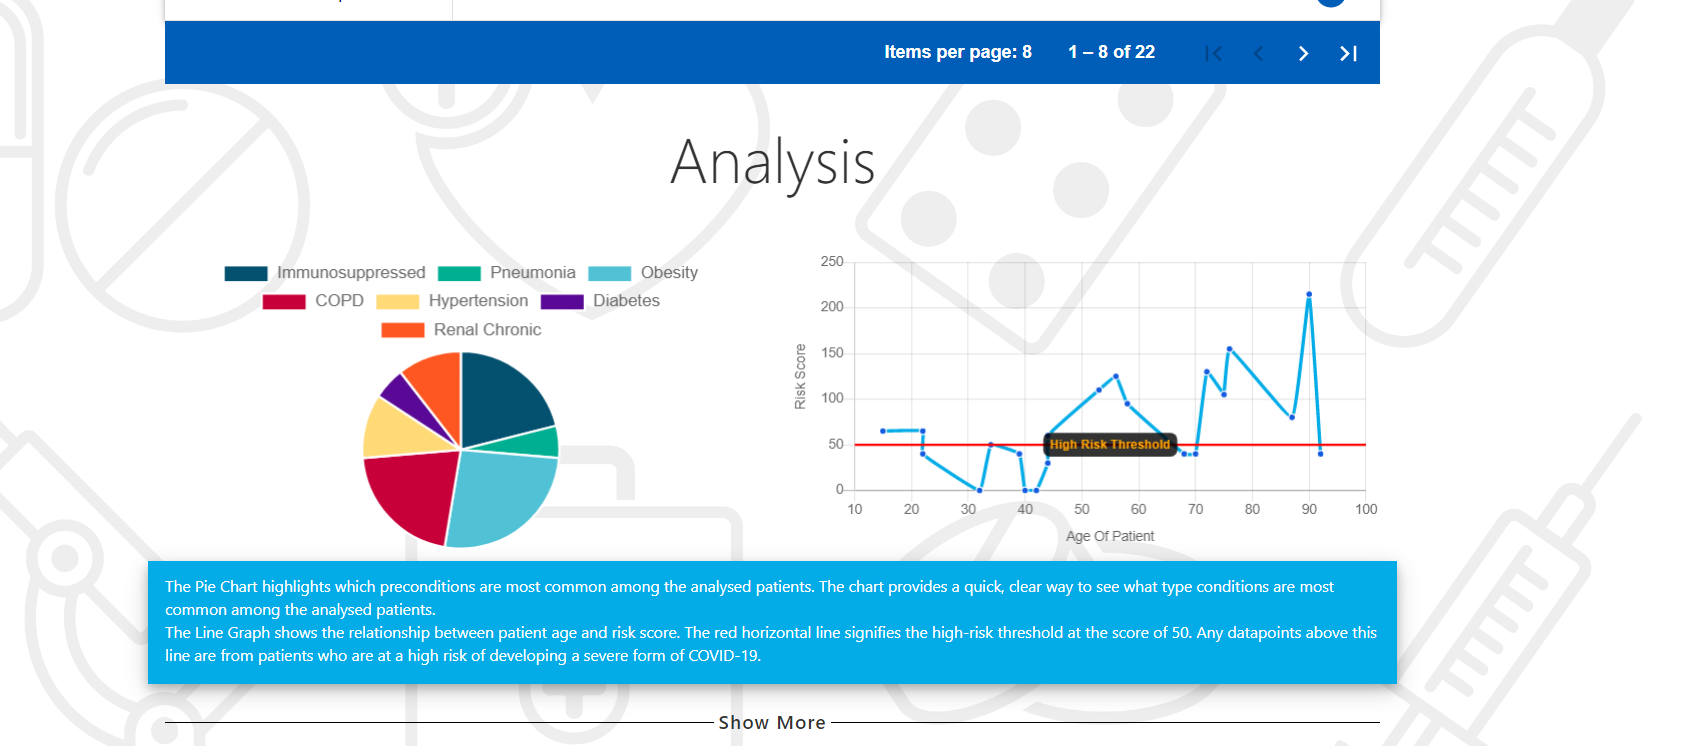 Items per page: 8 1 – 8 of 22
Analysis
Immunosuppressed Pneumonia Obesity
COPD Hypertension Diabetes
Renal Chronic
250
200
150
100
50
0
Risk Score
High Risk Threshold
10 20 30 40 50 60 70 80 90 100
Age Of Patient
The Pie Chart highlights which preconditions are most common among the analysed patients. The chart provides a quick, clear way to see what type conditions are most
common among the analysed patients.
The Line Graph shows the relationship between patient age and risk score. The red horizontal line signifies the high-risk threshold at the score of 50. Any datapoints above this
line are from patients who are at a high risk of developing a severe form of COVID-19.
Show More